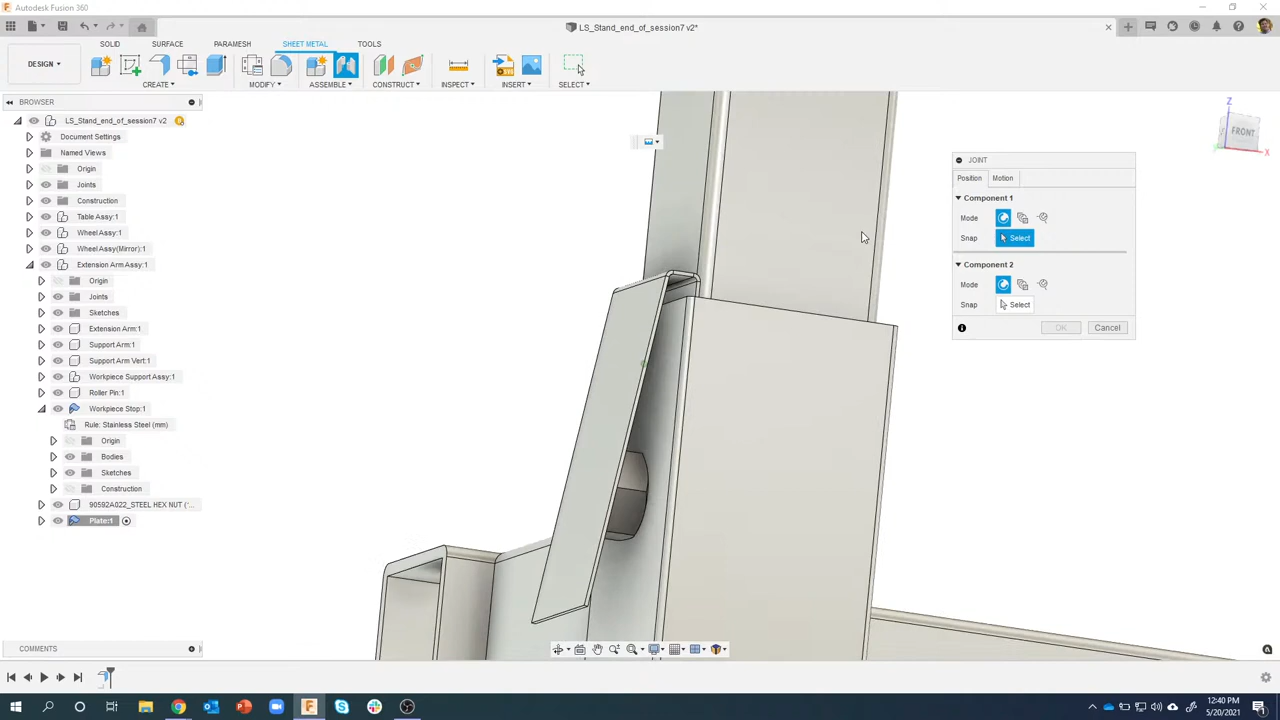 Autodesk Fusion 360
LS_Stand_end_of_session7 v2*
SOLID SURFACE PARAMESH SHEET METAL TOOLS
DESIGN
CREATE MODIFY ASSEMBLE CONSTRUCT INSPECT INSERT SELECT
BROWSER
LS_Stand_end_of_session7 v2
Document Settings
Named Views
Origin
Joints
Construction
Table Assy:1
Wheel Assy:1
Wheel Assy(Mirror):1
Extension Arm Assy:1
Origin
Joints
Sketches
Extension Arm:1
Support Arm:1
Support Arm Vert:1
Workpiece Support Assy:1
Roller Pin:1
Workpiece Stop:1
Rule: Stainless Steel (mm)
Origin
Bodies
Sketches
Construction
90592A022_STEEL HEX NUT ("...
Plate:1
Z
FRONT
X
JOINT
Position Motion
Component 1
Mode
Snap Select
Component 2
Mode
Snap Select
OK Cancel
COMMENTS
12:40 PM
5/20/2021